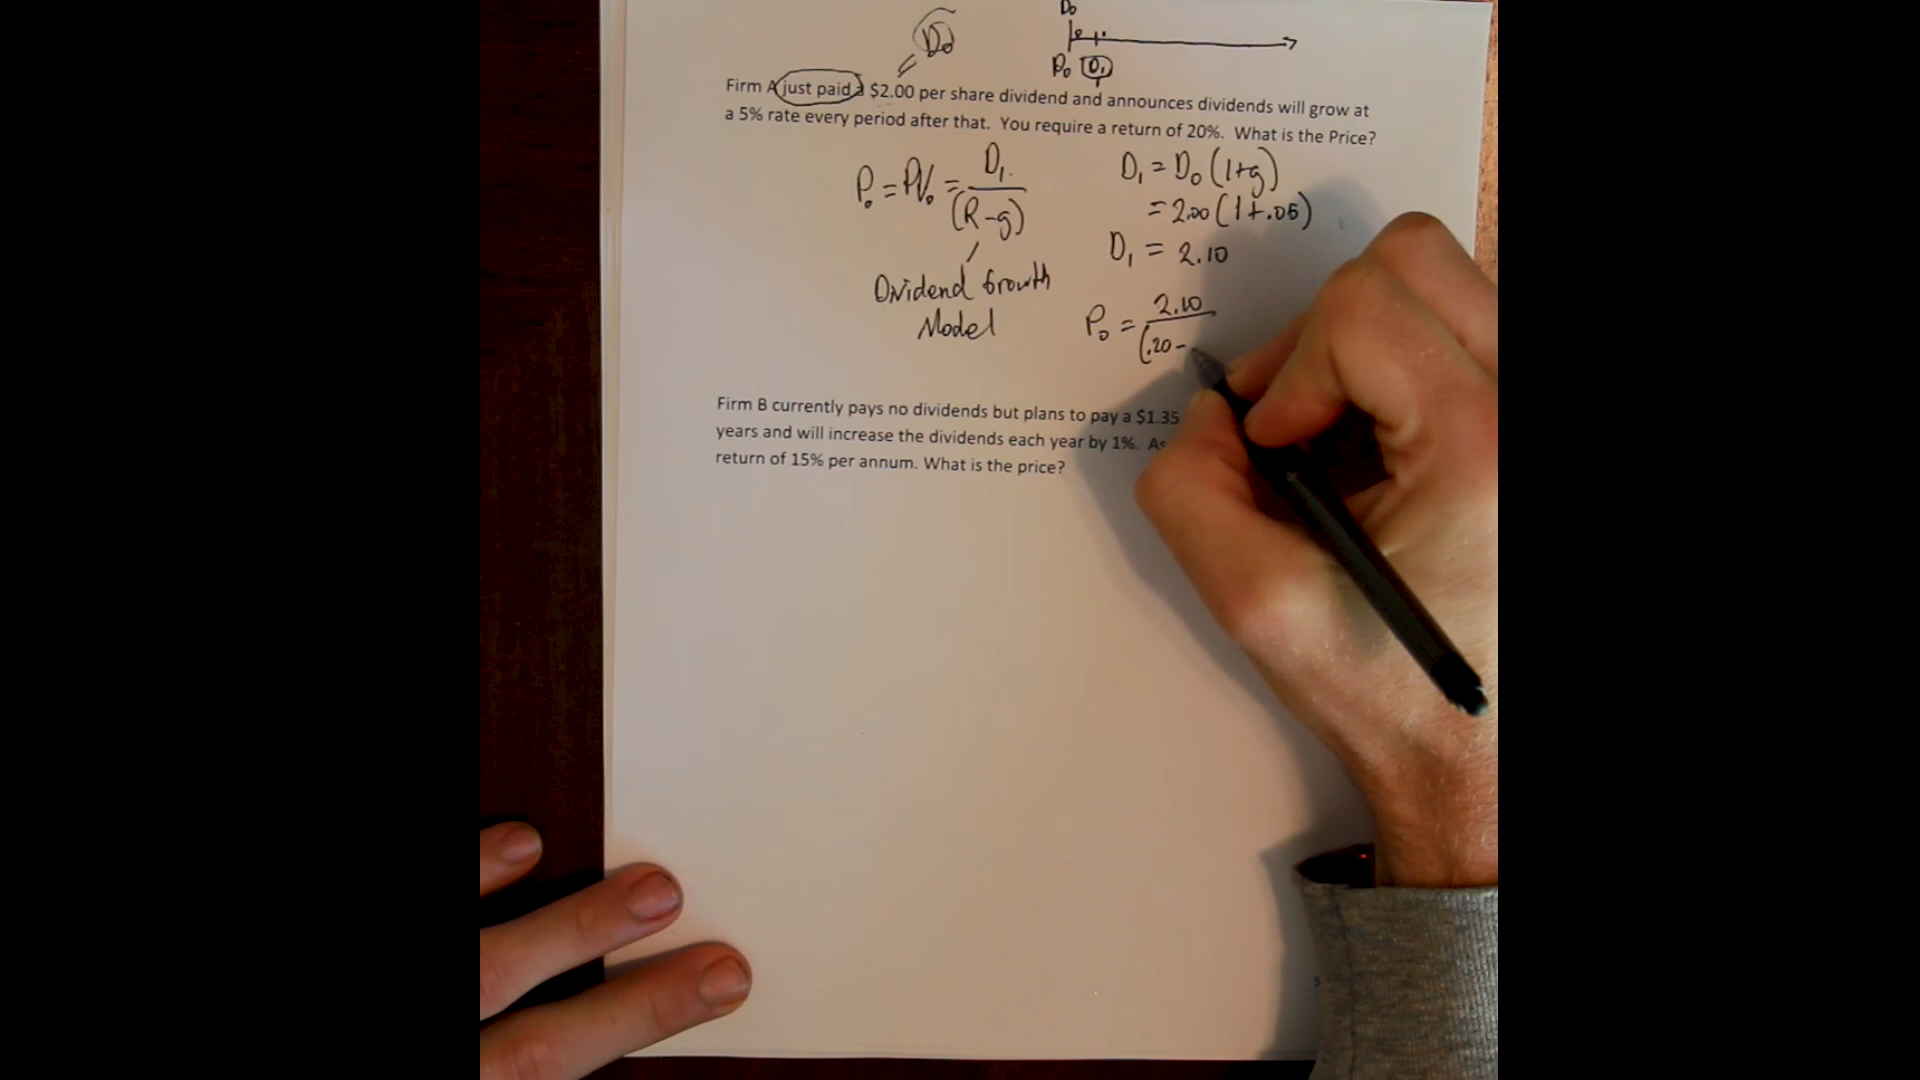 D₀
D₀
P₀ D₁
Firm A just paid a $2.00 per share dividend and announces dividends will grow at
a 5% rate every period after that. You require a return of 20%. What is the Price?
P₀ = PV₀ = D₁ / (R-g)
D₁ = D₀ (1+g)
= 2.00 (1+.05)
D₁ = 2.10
Dividend Growth
Model
P₀ = 2.10 / (.20 -
Firm B currently pays no dividends but plans to pay a $1.35
years and will increase the dividends each year by 1%. As
return of 15% per annum. What is the price?
5